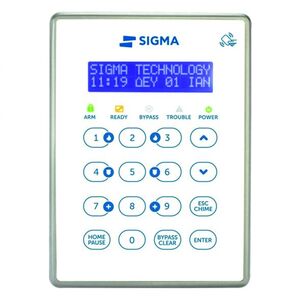 SIGMA
SIGMA TECHNOLOGY
11:19 ΔΕΥ 01 ΙΑΝ
ARM READY BYPASS TROUBLE POWER
1 2 3
4 5 6
7 8 9 ESC CHIME
HOME PAUSE 0 BYPASS CLEAR ENTER